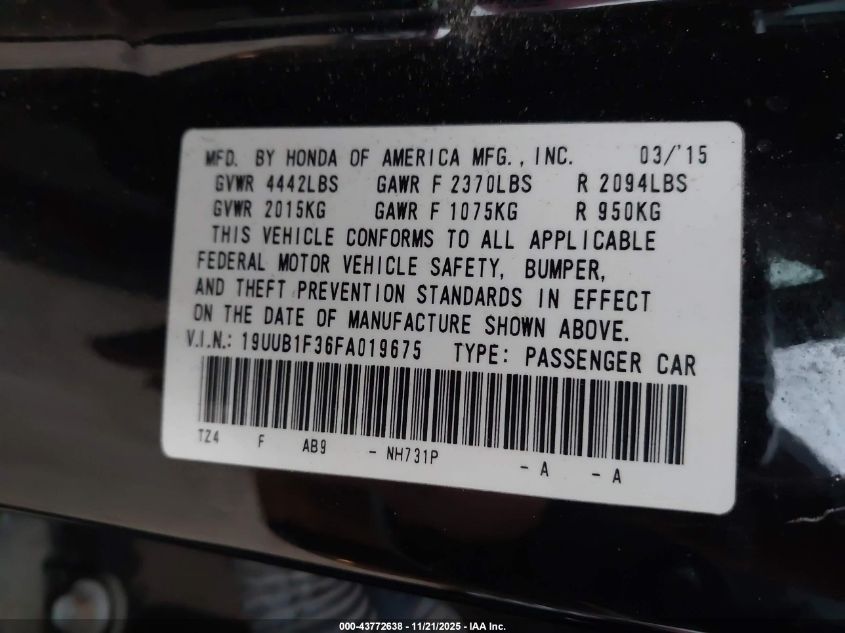 MFD. BY HONDA OF AMERICA MFG., INC. 03/'15
GVWR 4442LBS GAWR F 2370LBS R 2094LBS
GVWR 2015KG GAWR F 1075KG R 950KG
THIS VEHICLE CONFORMS TO ALL APPLICABLE
FEDERAL MOTOR VEHICLE SAFETY, BUMPER,
AND THEFT PREVENTION STANDARDS IN EFFECT
ON THE DATE OF MANUFACTURE SHOWN ABOVE.
V.I.N.: 19UUB1F36FA019675 TYPE: PASSENGER CAR
TZ4 F AB9 - NH731P - A - A
000-43772638 - 11/21/2025 - IAA Inc.